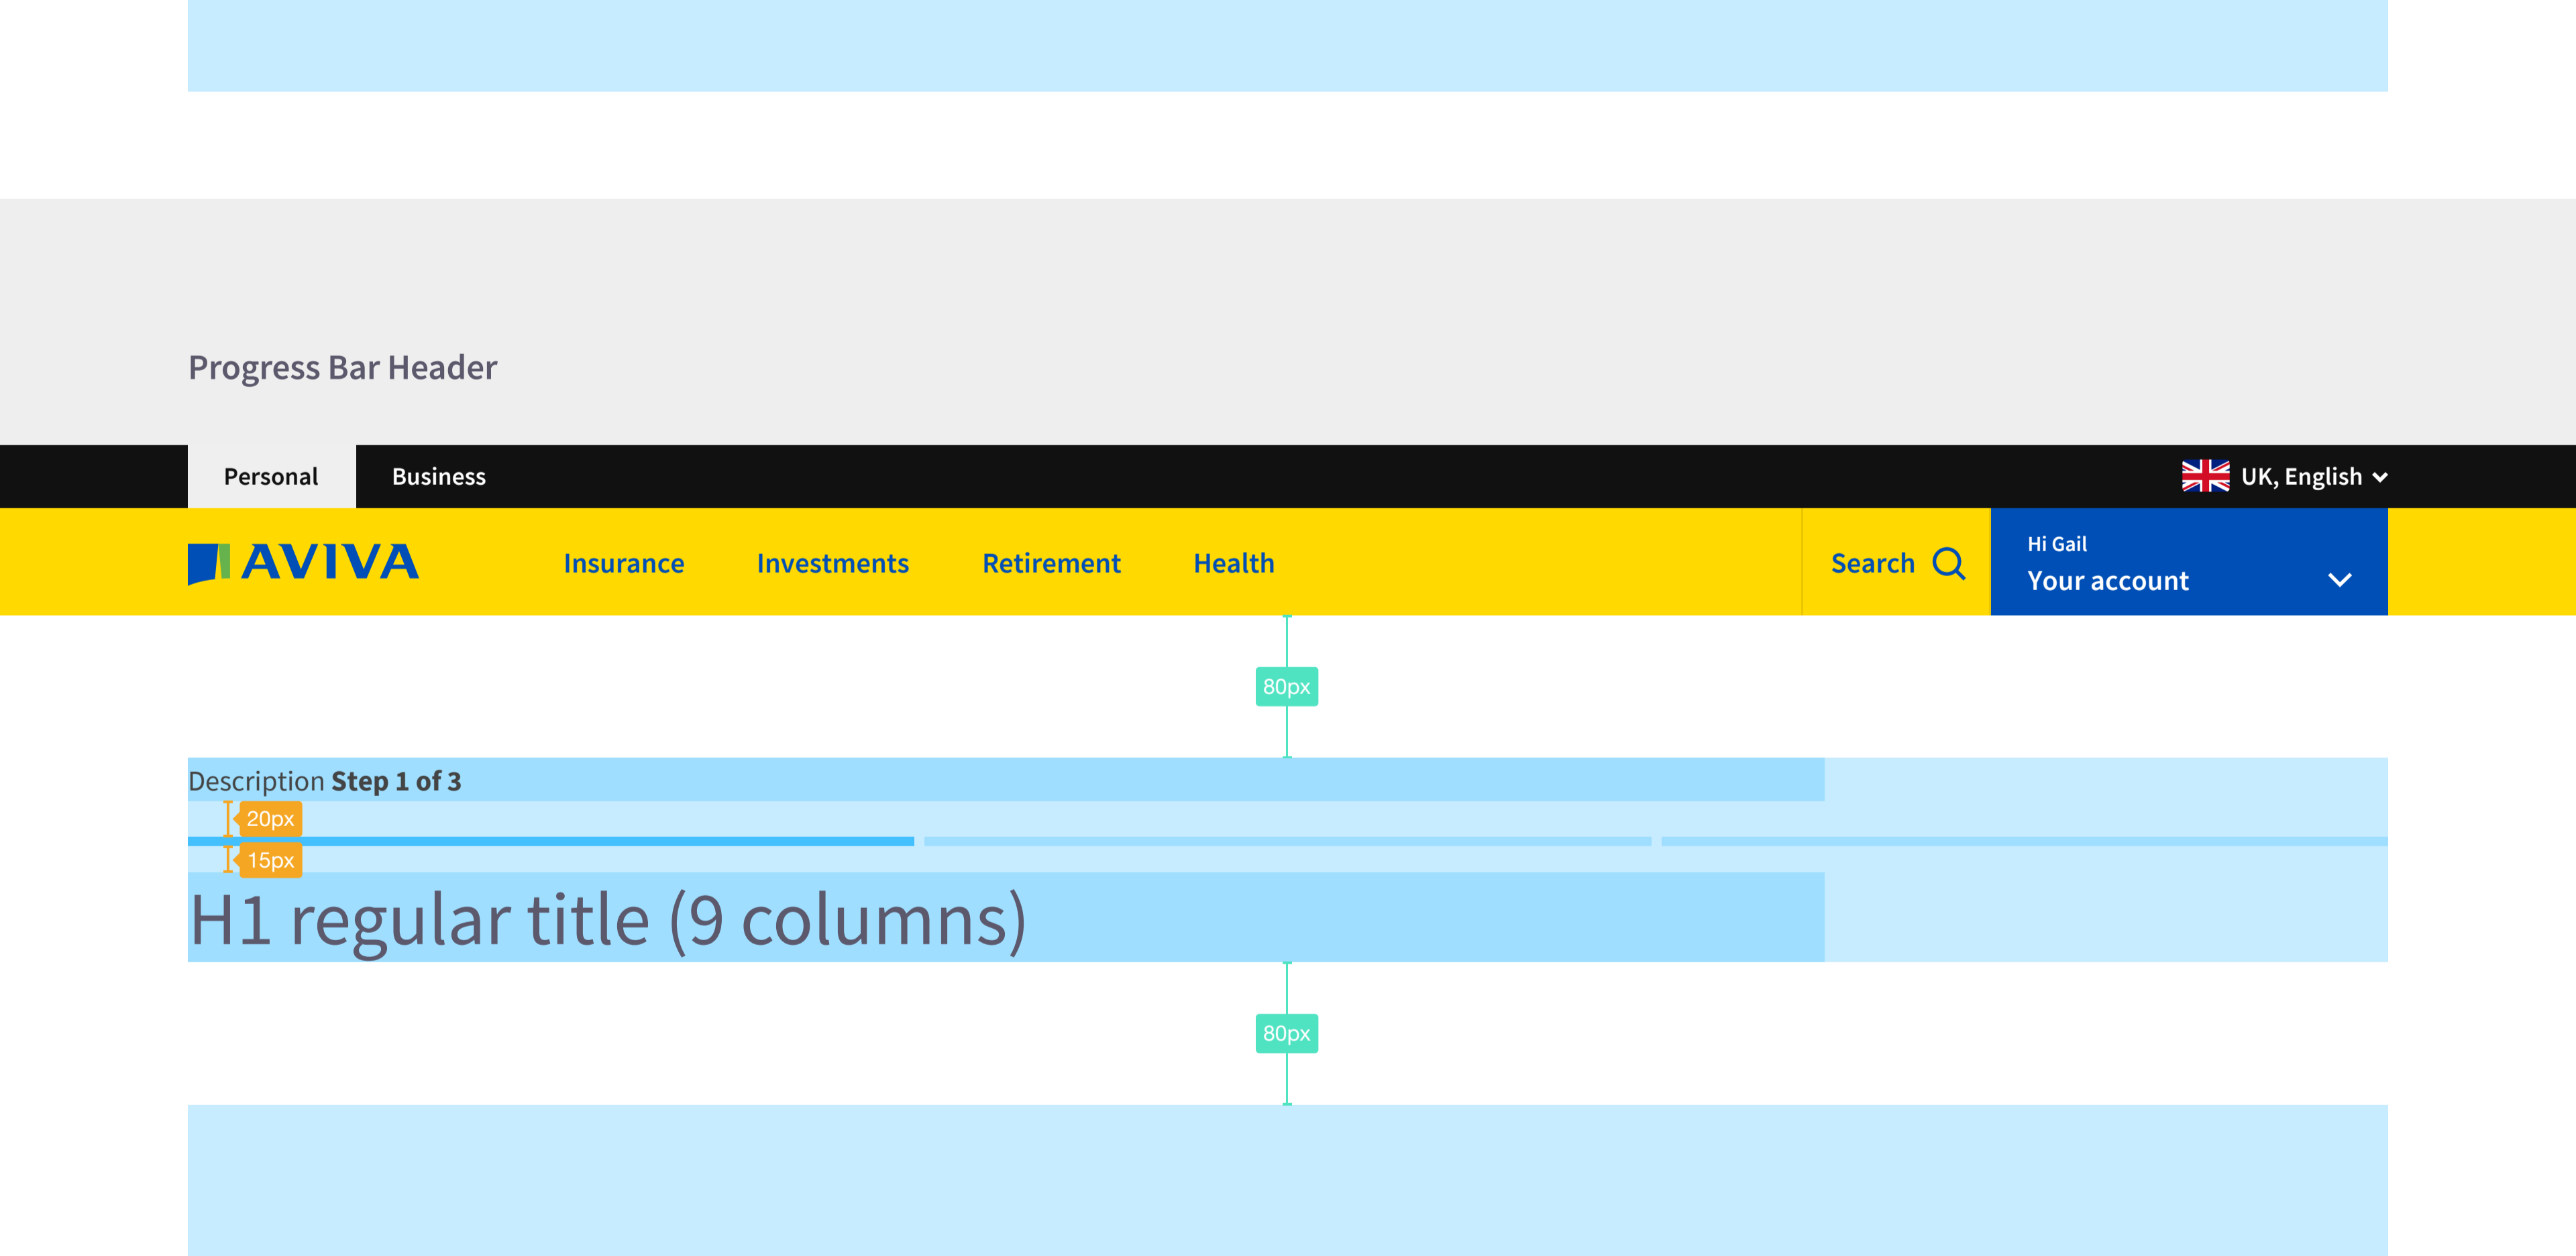 Progress Bar Header
Personal Business UK, English
AVIVA Insurance Investments Retirement Health Search Hi Gail
Your account
80px
Description Step 1 of 3
20px
15px
H1 regular title (9 columns)
80px